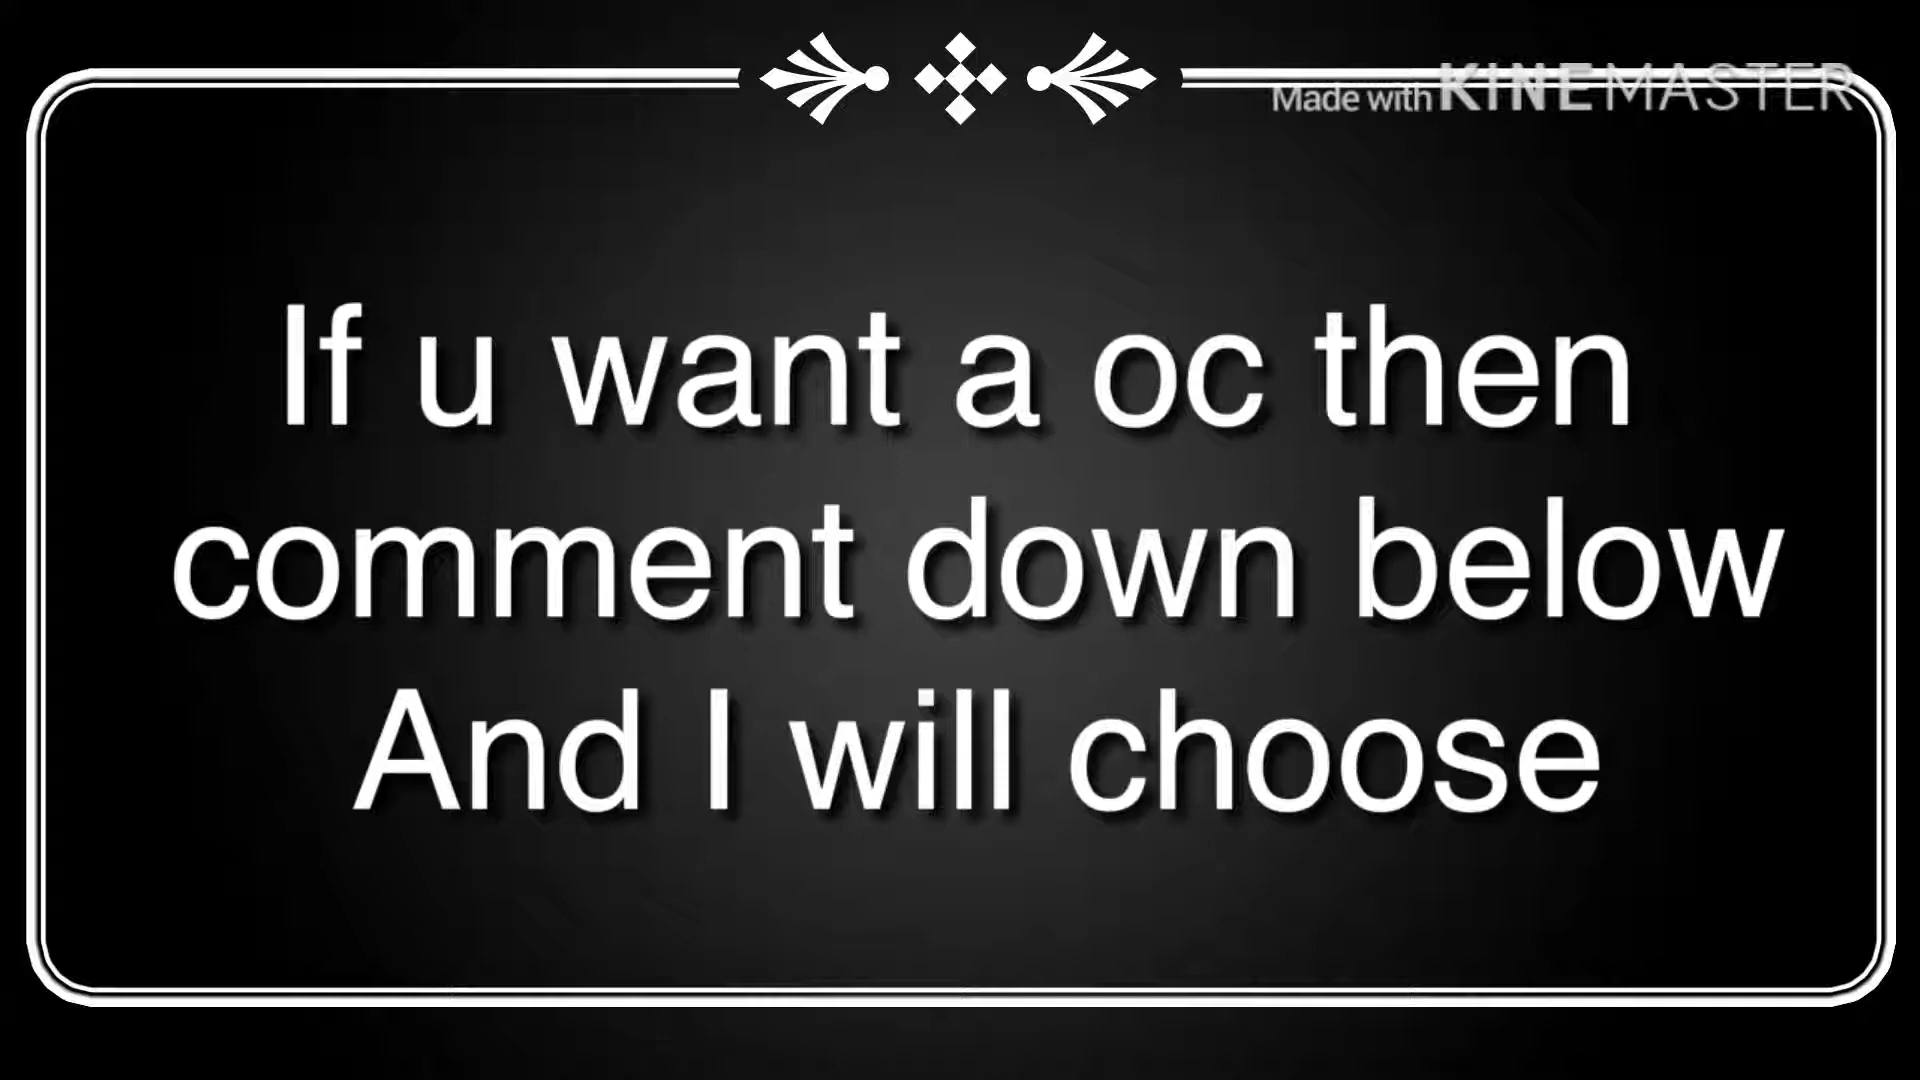 Made with KINEMASTER
If u want a oc then
comment down below
And I will choose